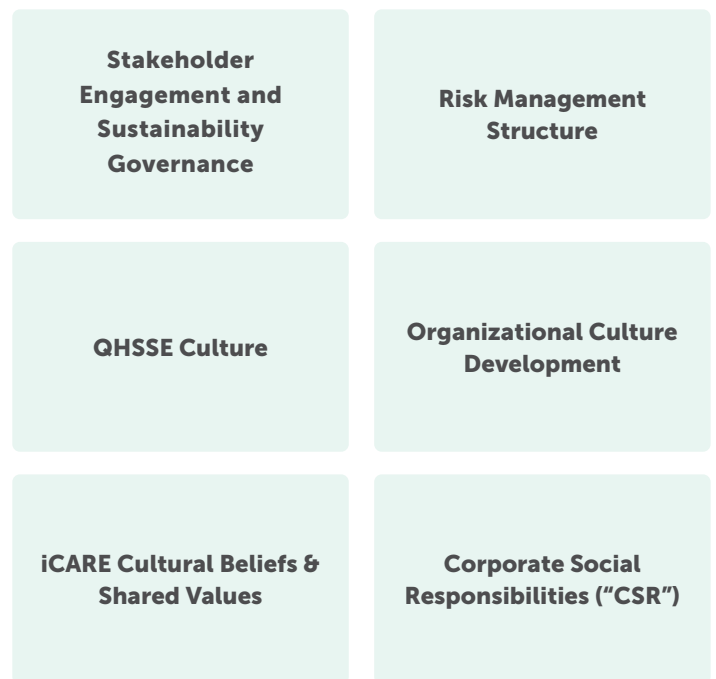 Stakeholder
Engagement and
Sustainability
Governance
Risk Management
Structure
QHSSE Culture
Organizational Culture
Development
iCARE Cultural Beliefs &
Shared Values
Corporate Social
Responsibilities (“CSR”)